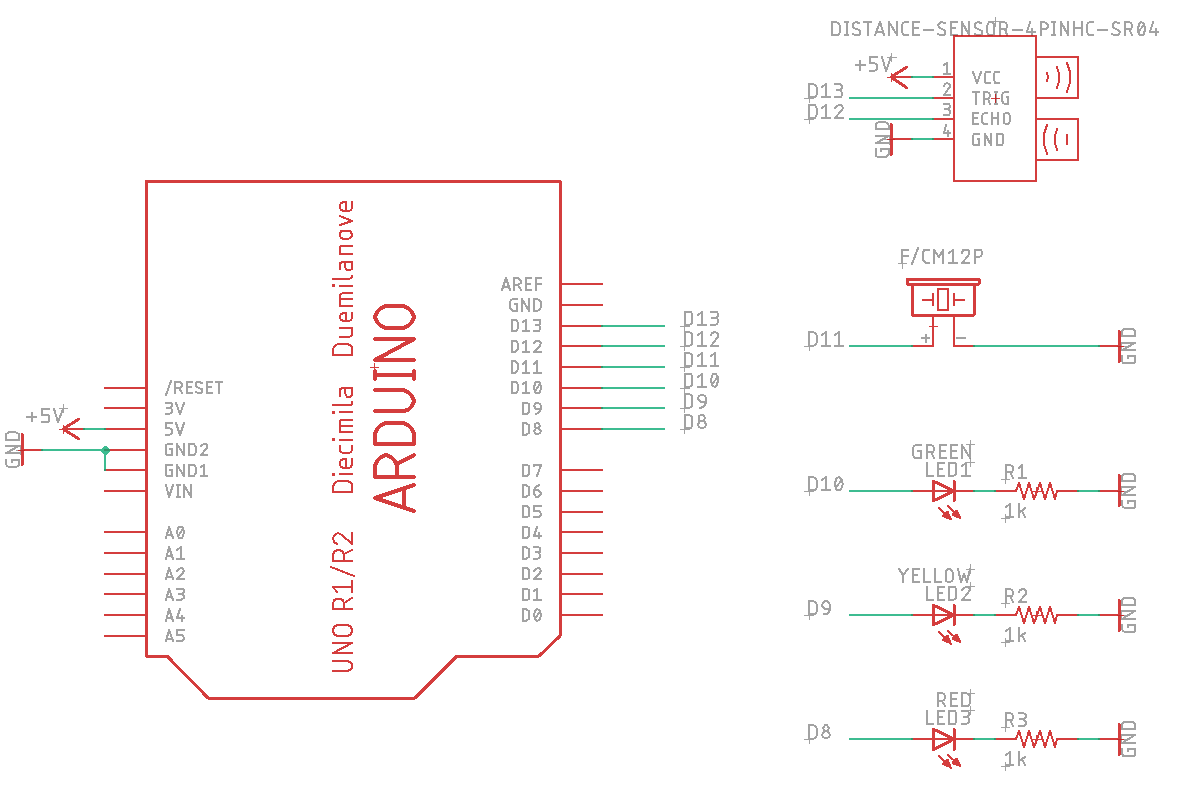 DISTANCE-SENSOR-4PINHC-SR04
+5V
1
VCC
D13
2
TRIG
D12
3
ECHO
GND
4
GND
UNO R1/R2 Diecimila Duemilanove
ARDUINO
AREF
GND
D13
D12
D11
D10
D9
D8
D7
D6
D5
D4
D3
D2
D1
D0
D13
D12
D11
D10
D9
D8
/RESET
3V
5V
GND2
GND1
VIN
A0
A1
A2
A3
A4
A5
+5V
GND
F/CM12P
D11
+
-
GND
GREEN
LED1
R1
D10
1k
GND
YELLOW
LED2
R2
D9
1k
GND
RED
LED3
R3
D8
1k
GND